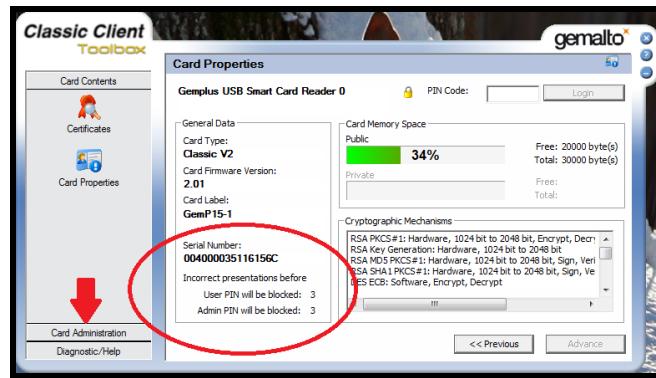 Classic Client
Toolbox
gemalto
Card Contents
Certificates
Card Properties
Card Administration
Diagnostic/Help
Card Properties
Gemplus USB Smart Card Reader 0
PIN Code:
Login
General Data
Card Type:
Classic V2
Card Firmware Version:
2.01
Card Label:
GemP15-1
Serial Number:
004000035116156C
Incorrect presentations before
User PIN will be blocked: 3
Admin PIN will be blocked: 3
Card Memory Space
Public
34%
Free: 20000 byte(s)
Total: 30000 byte(s)
Private
Free:
Total:
Cryptographic Mechanisms
RSA PKCS#1: Hardware, 1024 bit to 2048 bit, Encrypt, Decry
RSA Key Generation: Hardware, 1024 bit to 2048 bit
RSA MD5 PKCS#1: Hardware, 1024 bit to 2048 bit, Sign, Veri
RSA SHA1 PKCS#1: Hardware, 1024 bit to 2048 bit, Sign, Ve
DES ECB: Software, Encrypt, Decrypt
<< Previous
Advance